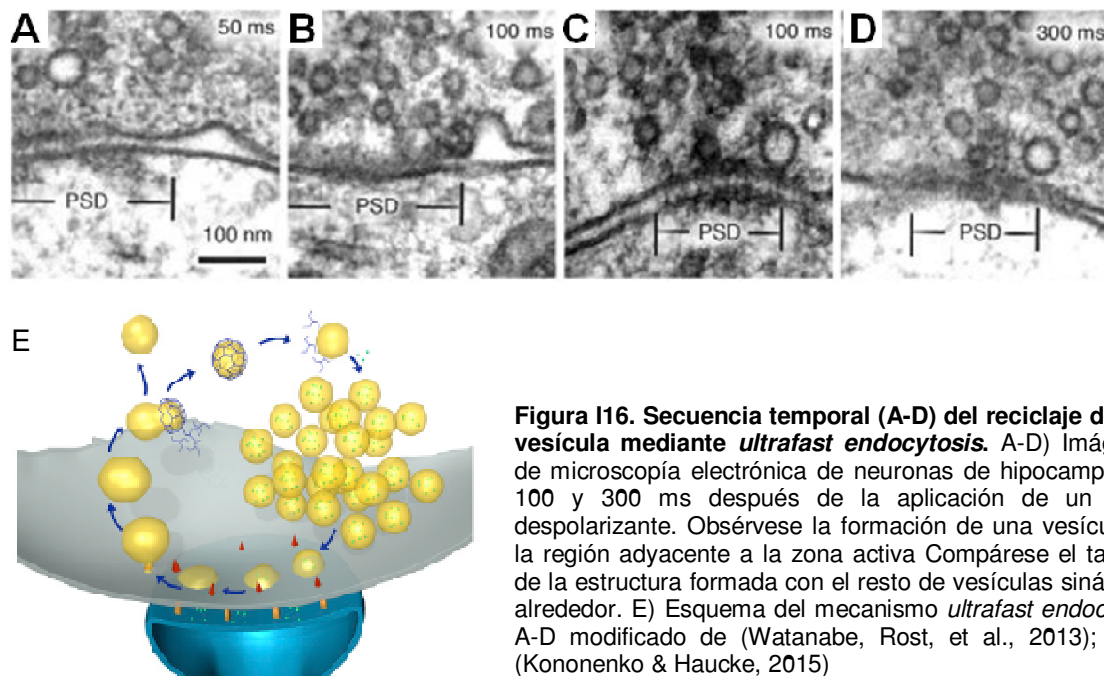 A 50 ms
B 100 ms
C 100 ms
D 300 ms
PSD
PSD
PSD
PSD
100 nm
E
Figura I16. Secuencia temporal (A-D) del reciclaje d
vesícula mediante ultrafast endocytosis. A-D) Imág
de microscopía electrónica de neuronas de hipocamp
100 y 300 ms después de la aplicación de un
despolarizante. Obsérvese la formación de una vesícu
la región adyacente a la zona activa Compárese el ta
de la estructura formada con el resto de vesículas siná
alrededor. E) Esquema del mecanismo ultrafast endoc
A-D modificado de (Watanabe, Rost, et al., 2013);
(Kononenko & Haucke, 2015)